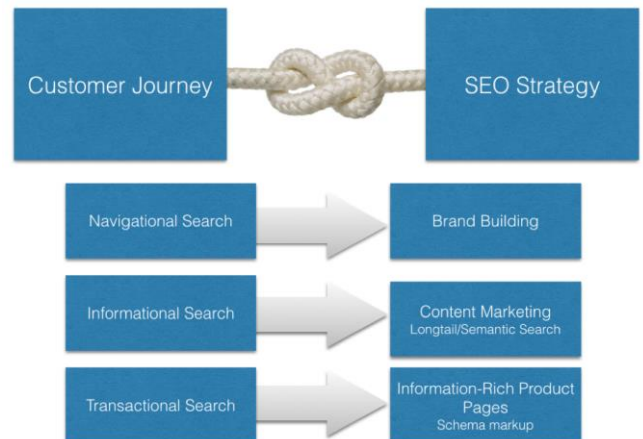 Customer Journey
SEO Strategy
Navigational Search
Brand Building
Informational Search
Content Marketing
Longtail/Semantic Search
Transactional Search
Information-Rich Product
Pages
Schema markup